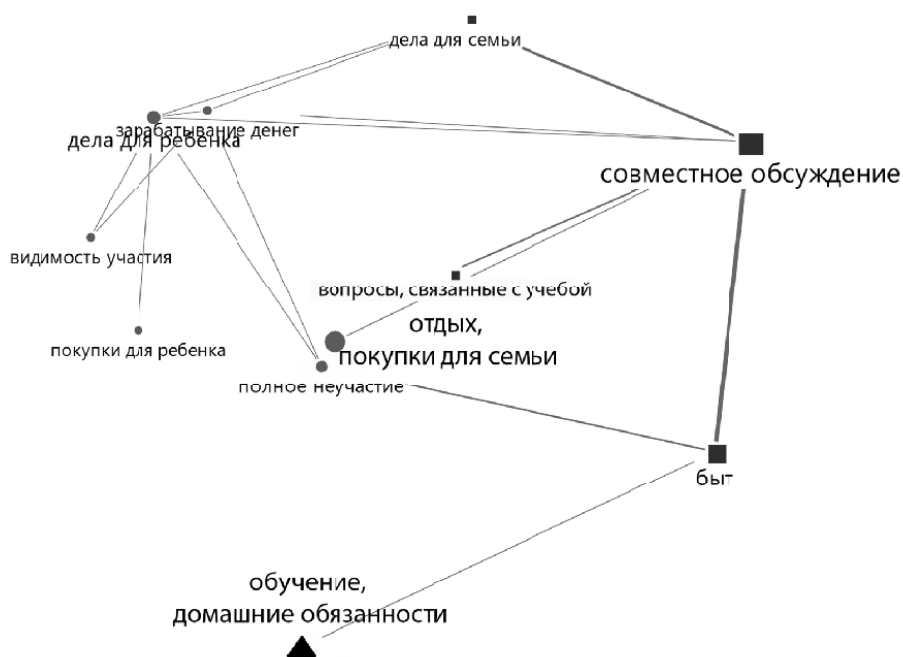 дела для семьи
зарабатывание денег
дела для ребенка
совместное обсуждение
видимость участия
вопросы, связанные с учебой
отдых,
покупки для семьи
покупки для ребенка
полное неучастие
быт
обучение,
домашние обязанности